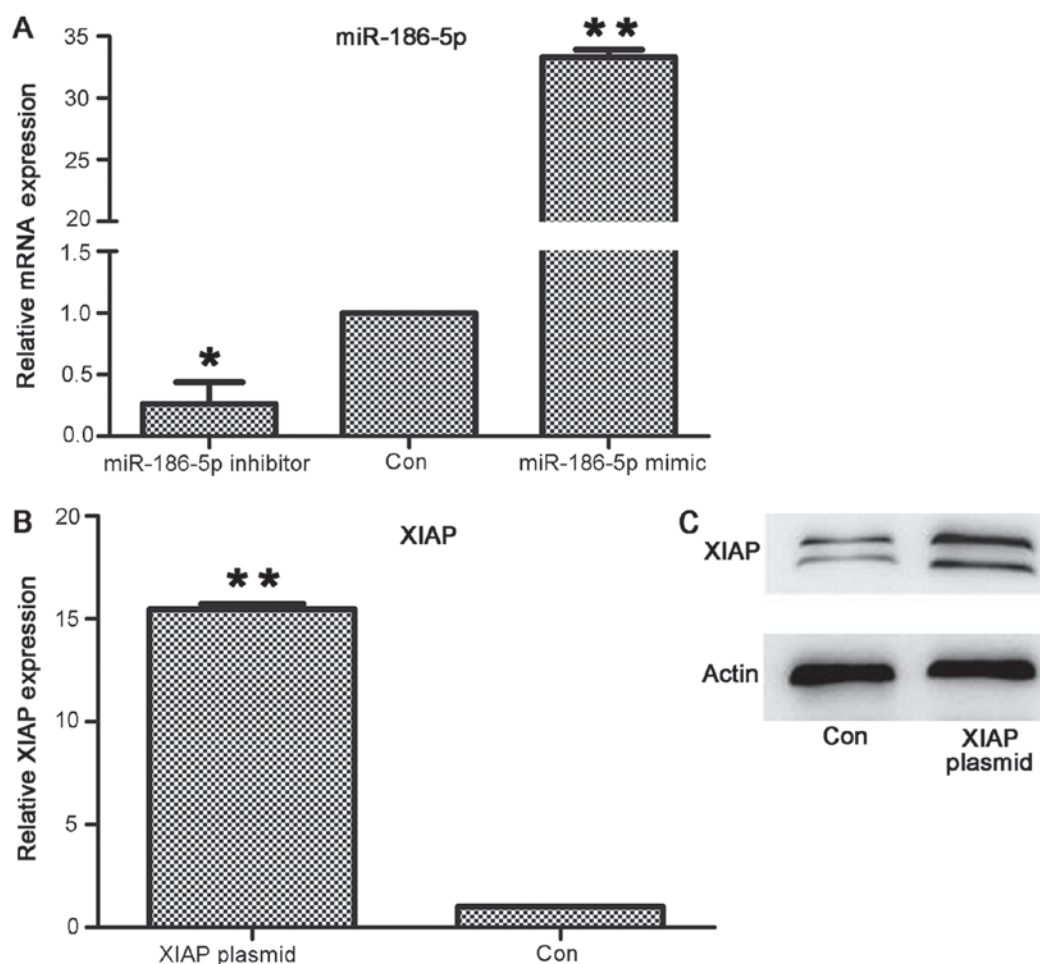 A
miR-186-5p
**
35
30
25
20
1.5
1.0
0.5
0.0
Relative mRNA expression
*
miR-186-5p inhibitor
Con
miR-186-5p mimic
B
XIAP
**
20
15
10
5
0
Relative XIAP expression
XIAP plasmid
Con
C
XIAP
Actin
Con
XIAP
plasmid